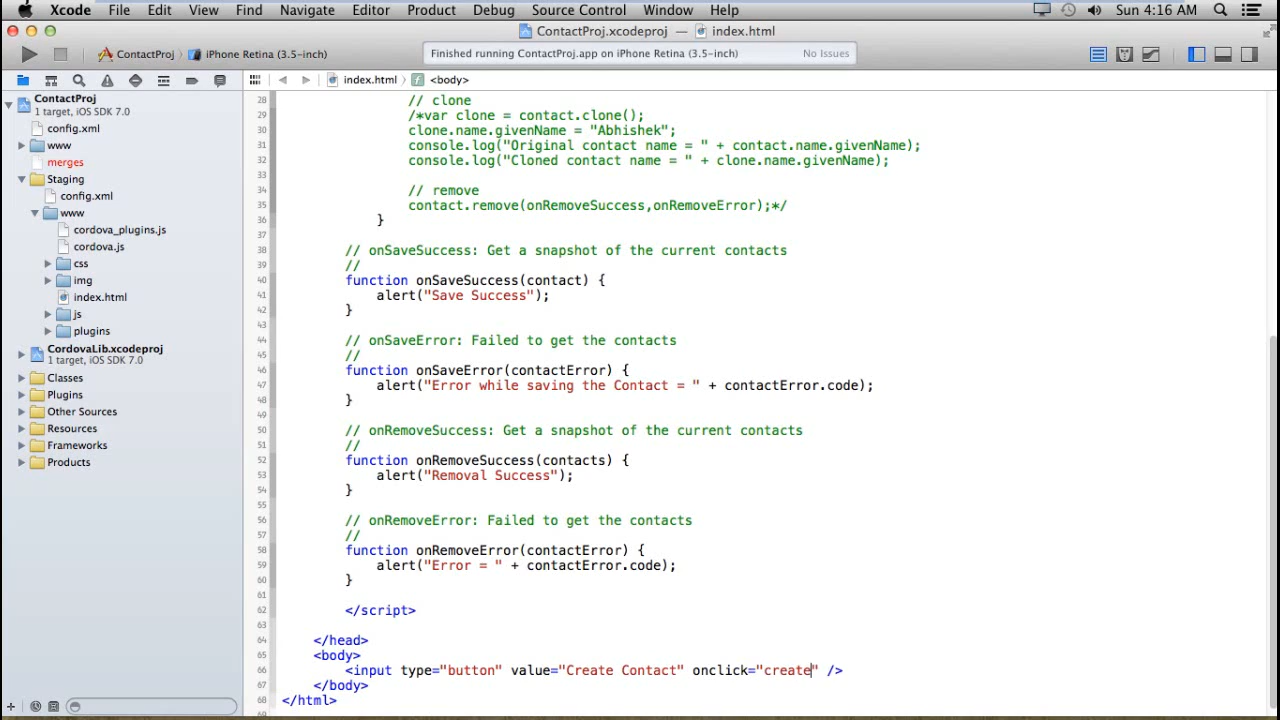 Xcode File Edit View Find Navigate Editor Product Debug Source Control Window Help Sun 4:16 AM
ContactProj.xcodeproj — index.html
ContactProj iPhone Retina (3.5-inch) Finished running ContactProj.app on iPhone Retina (3.5-inch) No Issues
index.html <body>
ContactProj
1 target, iOS SDK 7.0
config.xml
www
merges
Staging
config.xml
www
cordova_plugins.js
cordova.js
css
img
index.html
js
plugins
CordovaLib.xcodeproj
1 target, iOS SDK 7.0
Classes
Plugins
Other Sources
Resources
Frameworks
Products
28 // clone
29 /*var clone = contact.clone();
30 clone.name.givenName = "Abhishek";
31 console.log("Original contact name = " + contact.name.givenName);
32 console.log("Cloned contact name = " + clone.name.givenName);
33
34 // remove
35 contact.remove(onRemoveSuccess,onRemoveError);*/
36 }
37
38 // onSaveSuccess: Get a snapshot of the current contacts
39 //
40 function onSaveSuccess(contact) {
41 alert("Save Success");
42 }
43
44 // onSaveError: Failed to get the contacts
45 //
46 function onSaveError(contactError) {
47 alert("Error while saving the Contact = " + contactError.code);
48 }
49
50 // onRemoveSuccess: Get a snapshot of the current contacts
51 //
52 function onRemoveSuccess(contacts) {
53 alert("Removal Success");
54 }
55
56 // onRemoveError: Failed to get the contacts
57 //
58 function onRemoveError(contactError) {
59 alert("Error = " + contactError.code);
60 }
61
62 </script>
63
64 </head>
65 <body>
66 <input type="button" value="Create Contact" onclick="create" />
67 </body>
68 </html>
69